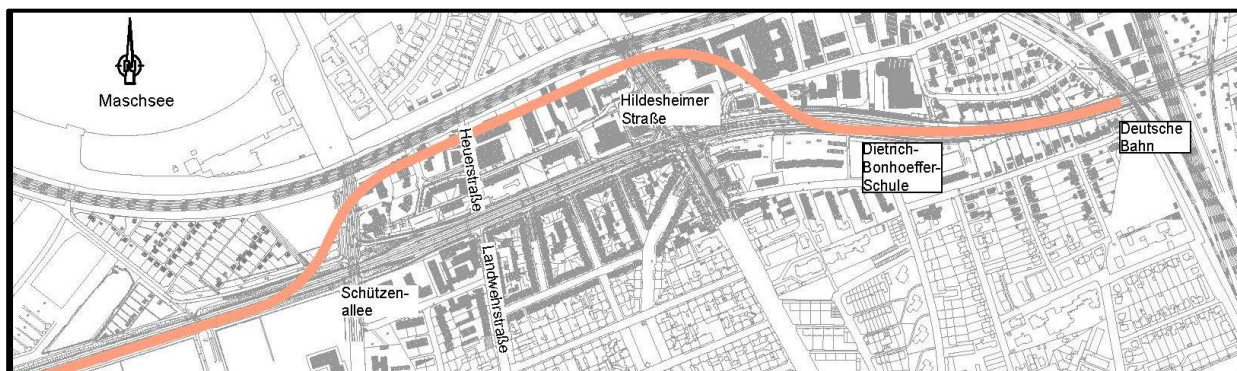 N
Maschsee
Hildesheimer
Straße
Heuerstraße
Deutsche
Bahn
Dietrich-
Bonhoeffer-
Schule
Landwehrstraße
Schützen-
allee